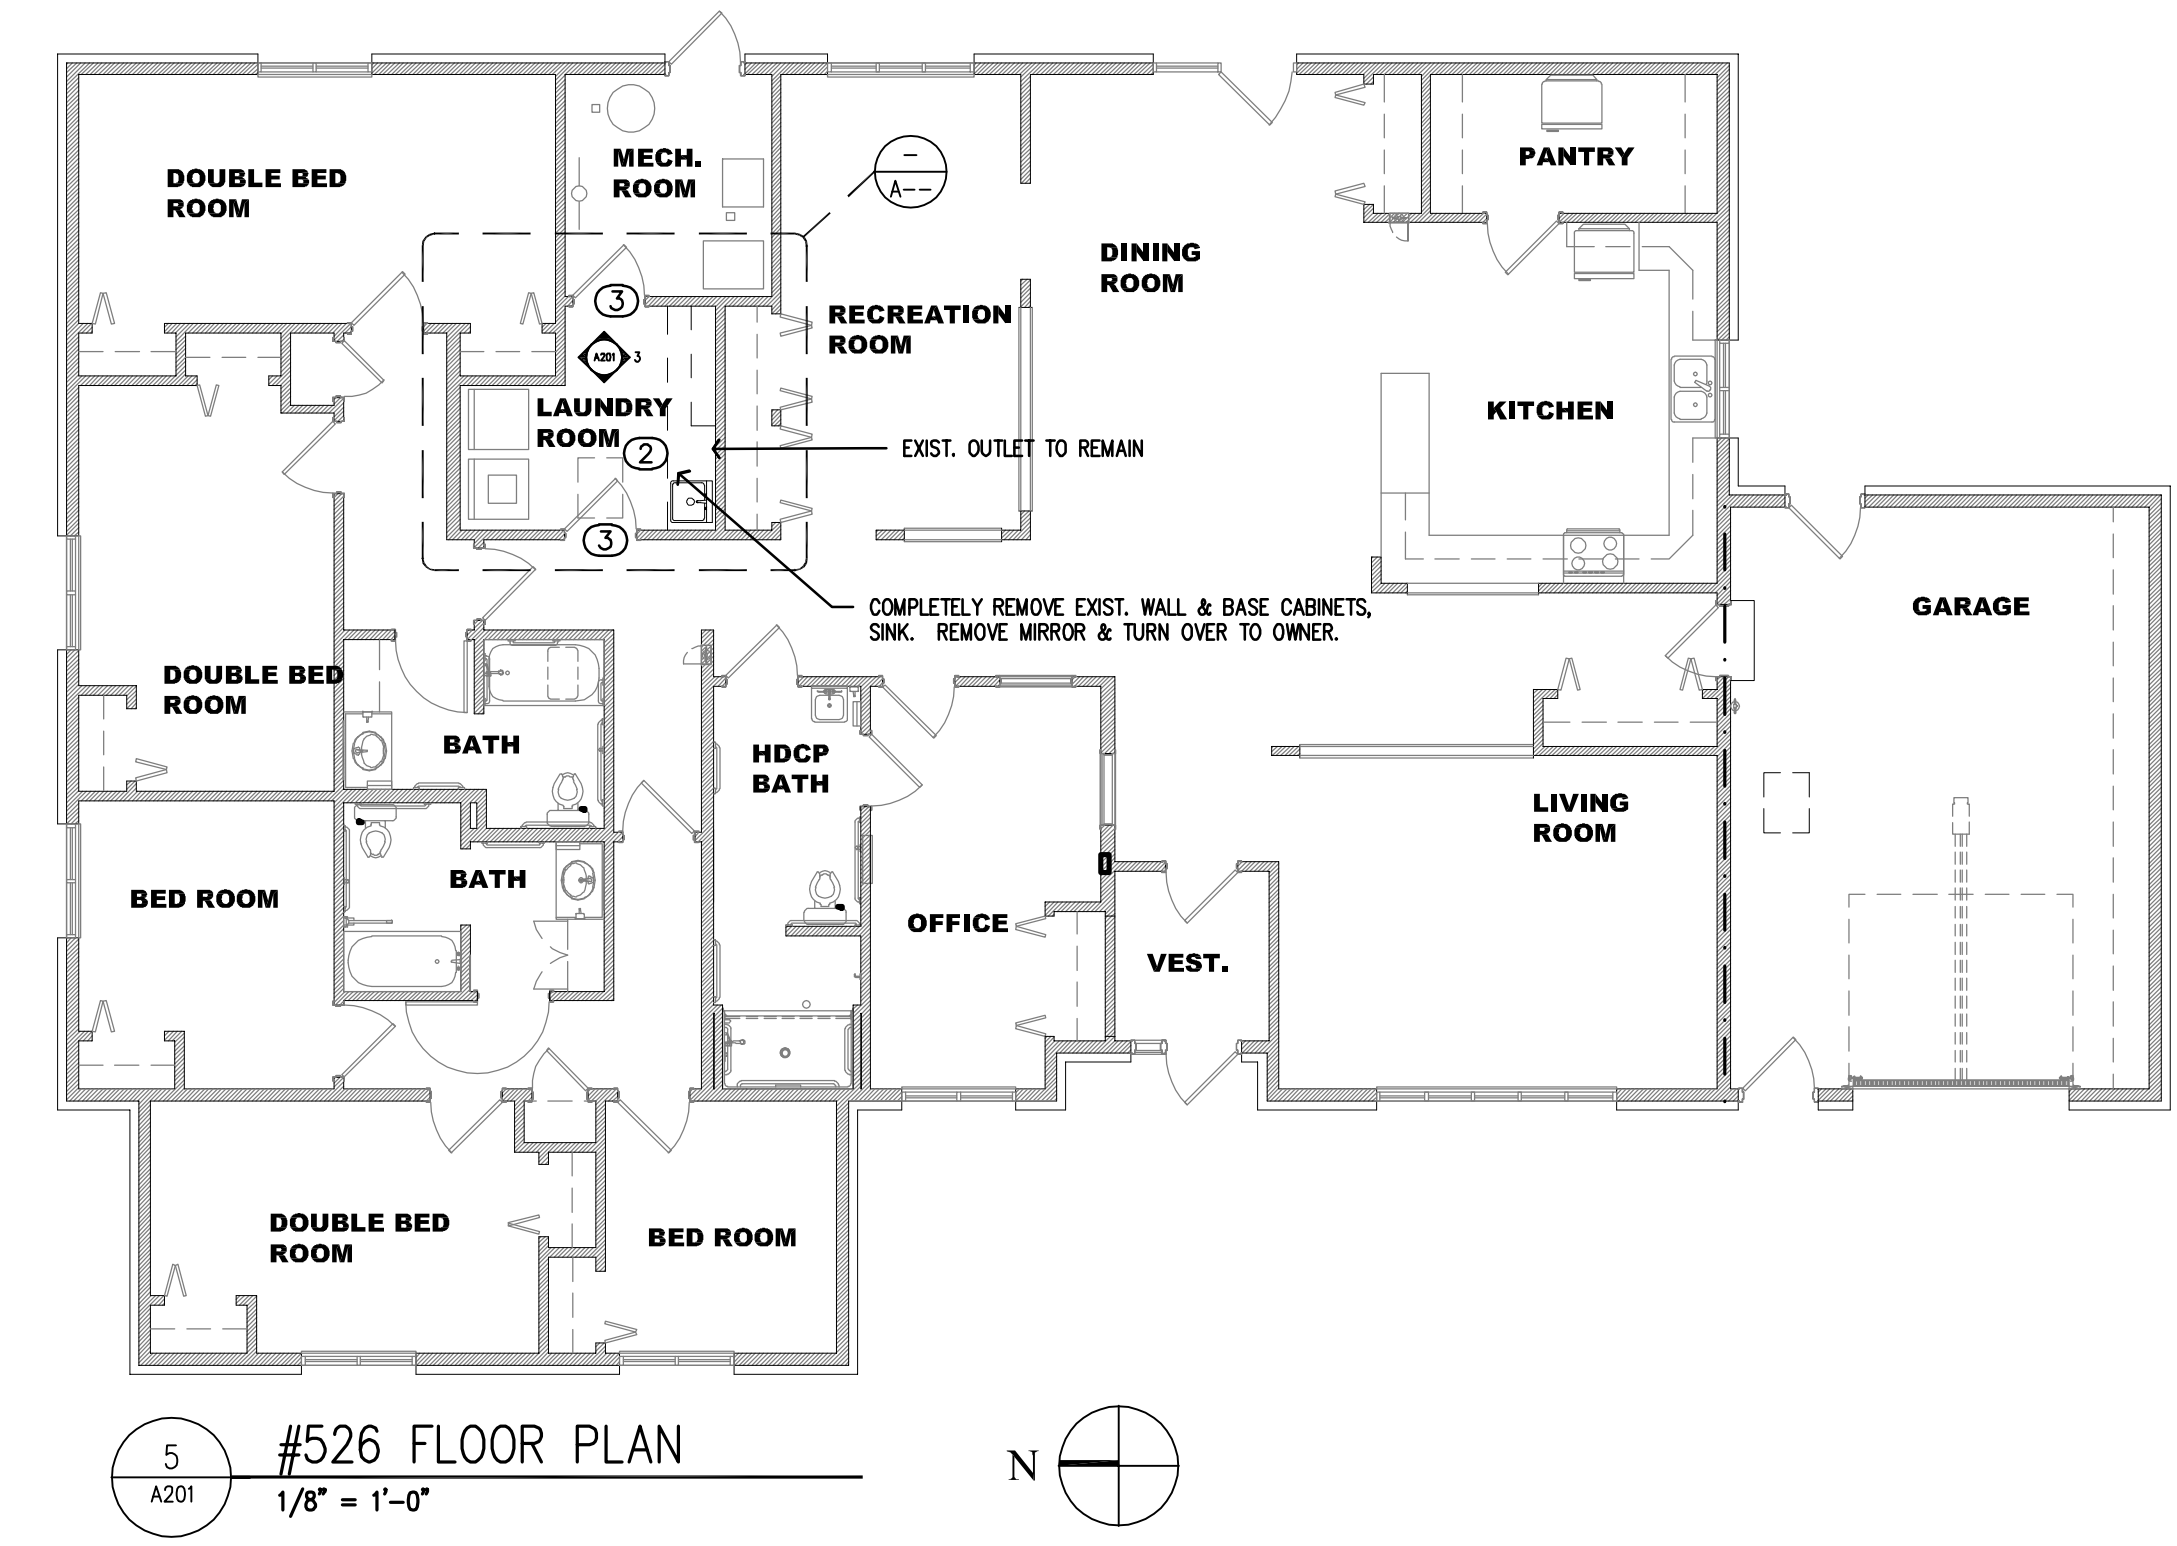 DOUBLE BED
ROOM
MECH.
ROOM
–
A--
PANTRY
DINING
ROOM
RECREATION
ROOM
3
A201
3
LAUNDRY
ROOM
2
3
EXIST. OUTLET TO REMAIN
KITCHEN
COMPLETELY REMOVE EXIST. WALL & BASE CABINETS,
SINK. REMOVE MIRROR & TURN OVER TO OWNER.
GARAGE
DOUBLE BED
ROOM
BATH
HDCP
BATH
LIVING
ROOM
BED ROOM
BATH
OFFICE
VEST.
DOUBLE BED
ROOM
BED ROOM
5
A201
#526 FLOOR PLAN
1/8" = 1'-0"
N